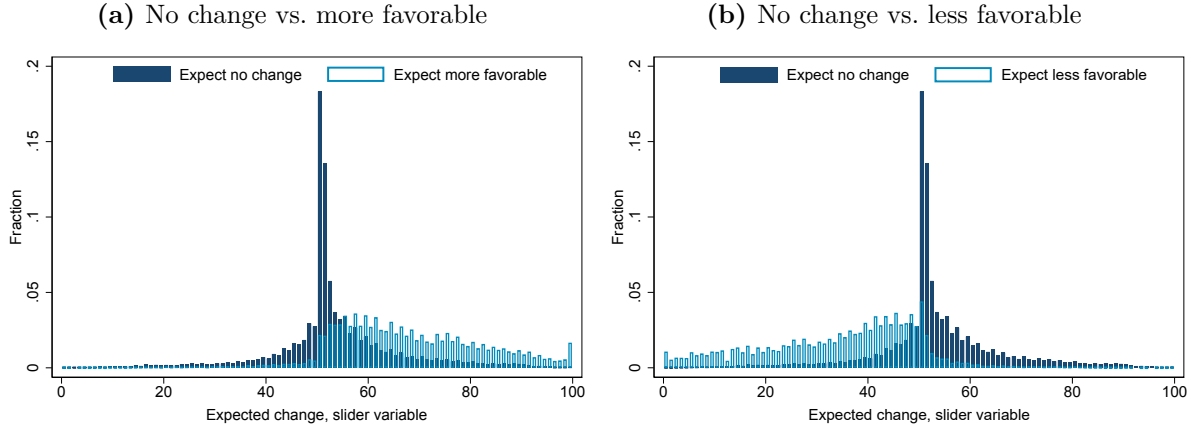 (a) No change vs. more favorable
Expect no change
Expect more favorable
.2
.15
.1
.05
0
Fraction
0 20 40 60 80 100
Expected change, slider variable
(b) No change vs. less favorable
Expect no change
Expect less favorable
.2
.15
.1
.05
0
Fraction
0 20 40 60 80 100
Expected change, slider variable